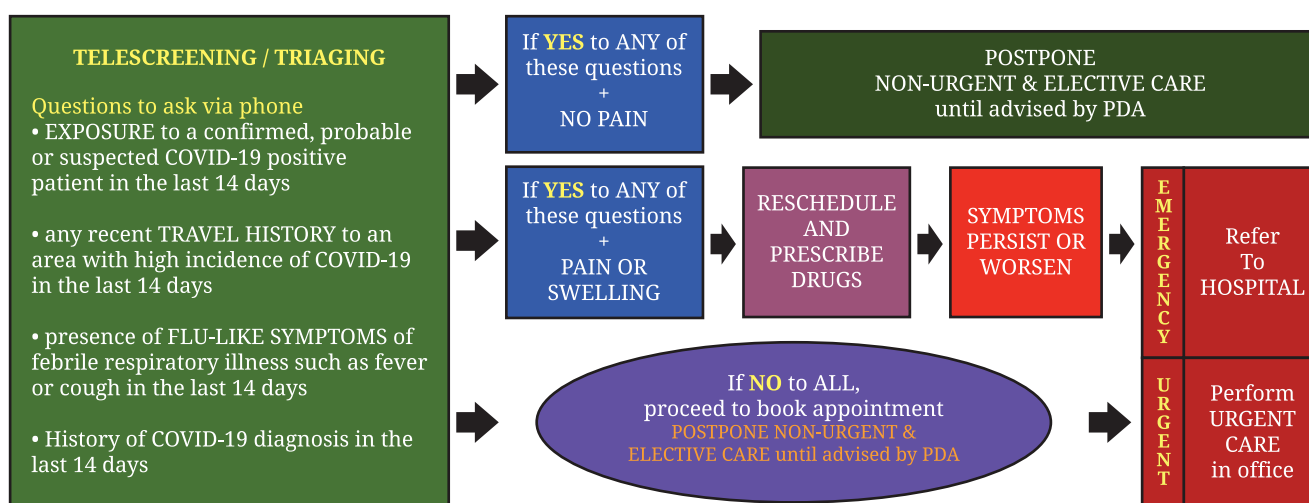 TELESCREENING / TRIAGING
Questions to ask via phone
• EXPOSURE to a confirmed, probable
or suspected COVID-19 positive
patient in the last 14 days
• any recent TRAVEL HISTORY to an
area with high incidence of COVID-19
in the last 14 days
• presence of FLU-LIKE SYMPTOMS of
febrile respiratory illness such as fever
or cough in the last 14 days
• History of COVID-19 diagnosis in the
last 14 days
If YES to ANY of
these questions
+
NO PAIN
POSTPONE
NON-URGENT & ELECTIVE CARE
until advised by PDA
If YES to ANY of
these questions
+
PAIN OR
SWELLING
RESCHEDULE
AND
PRESCRIBE
DRUGS
SYMPTOMS
PERSIST OR
WORSEN
EMERGENCY
Refer
To
HOSPITAL
If NO to ALL,
proceed to book appointment
POSTPONE NON-URGENT &
ELECTIVE CARE until advised by PDA
URGENT
Perform
URGENT
CARE
in office